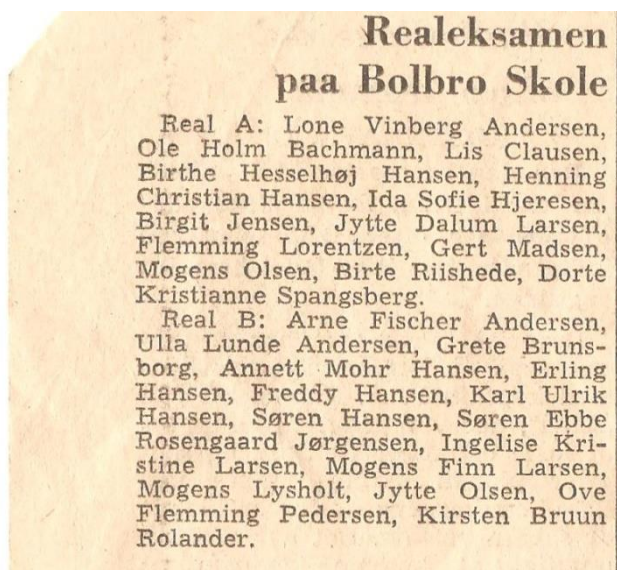 Realeksamen
paa Bolbro Skole
Real A: Lone Vinberg Andersen,
Ole Holm Bachmann, Lis Clausen,
Birthe Hesselhøj Hansen, Henning
Christian Hansen, Ida Sofie Hjeresen,
Birgit Jensen, Jytte Dalum Larsen,
Flemming Lorentzen, Gert Madsen,
Mogens Olsen, Birte Riishede, Dorte
Kristianne Spangsberg.
Real B: Arne Fischer Andersen,
Ulla Lunde Andersen, Grete Bruns-
borg, Annett Mohr Hansen, Erling
Hansen, Freddy Hansen, Karl Ulrik
Hansen, Søren Hansen, Søren Ebbe
Rosengaard Jørgensen, Ingelise Kri-
stine Larsen, Mogens Finn Larsen,
Mogens Lysholt, Jytte Olsen, Ove
Flemming Pedersen, Kirsten Bruun
Rolander.